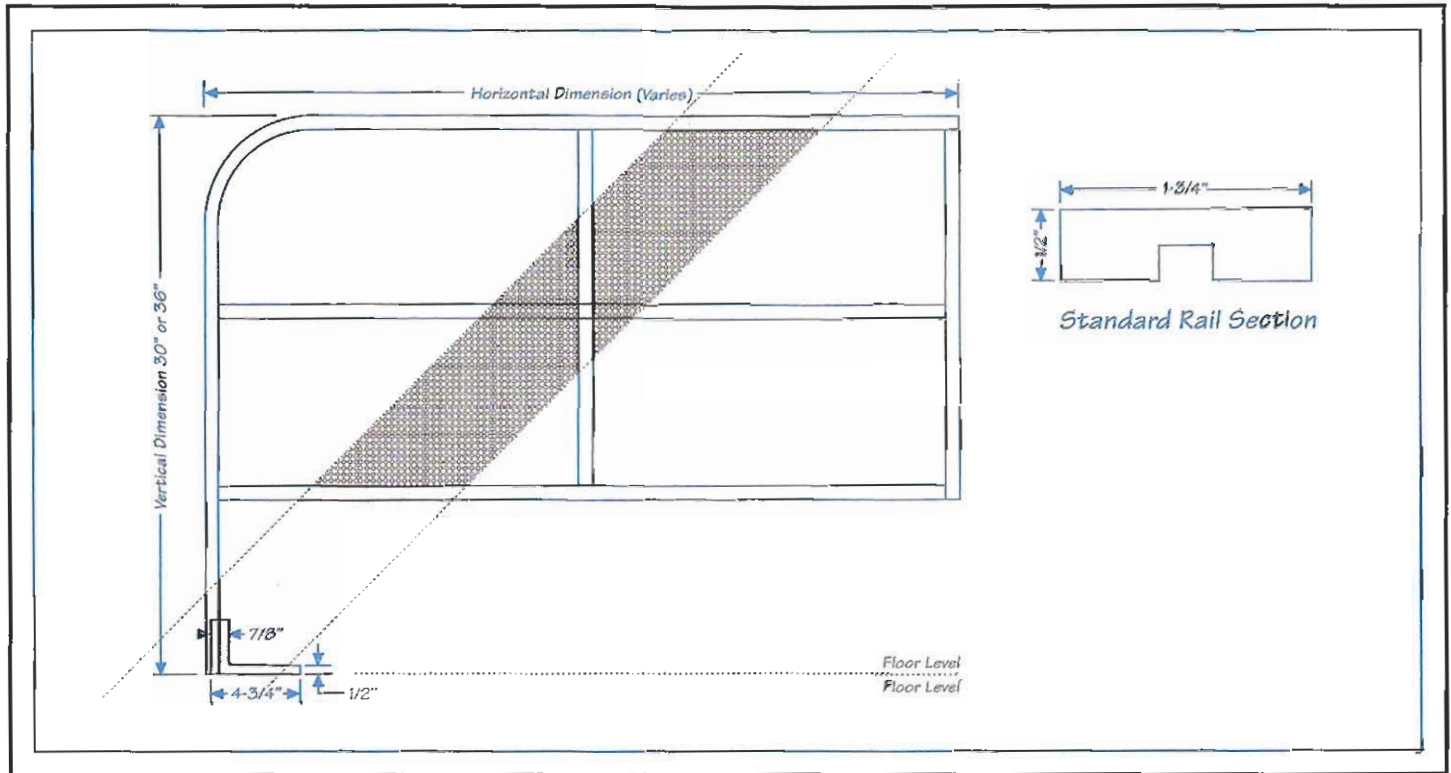 Horizontal Dimension (Varies)
Vertical Dimension 30" or 36"
1-3/4"
1/2"
Standard Rail Section
7/8"
4-3/4"
1/2"
Floor Level
Floor Level